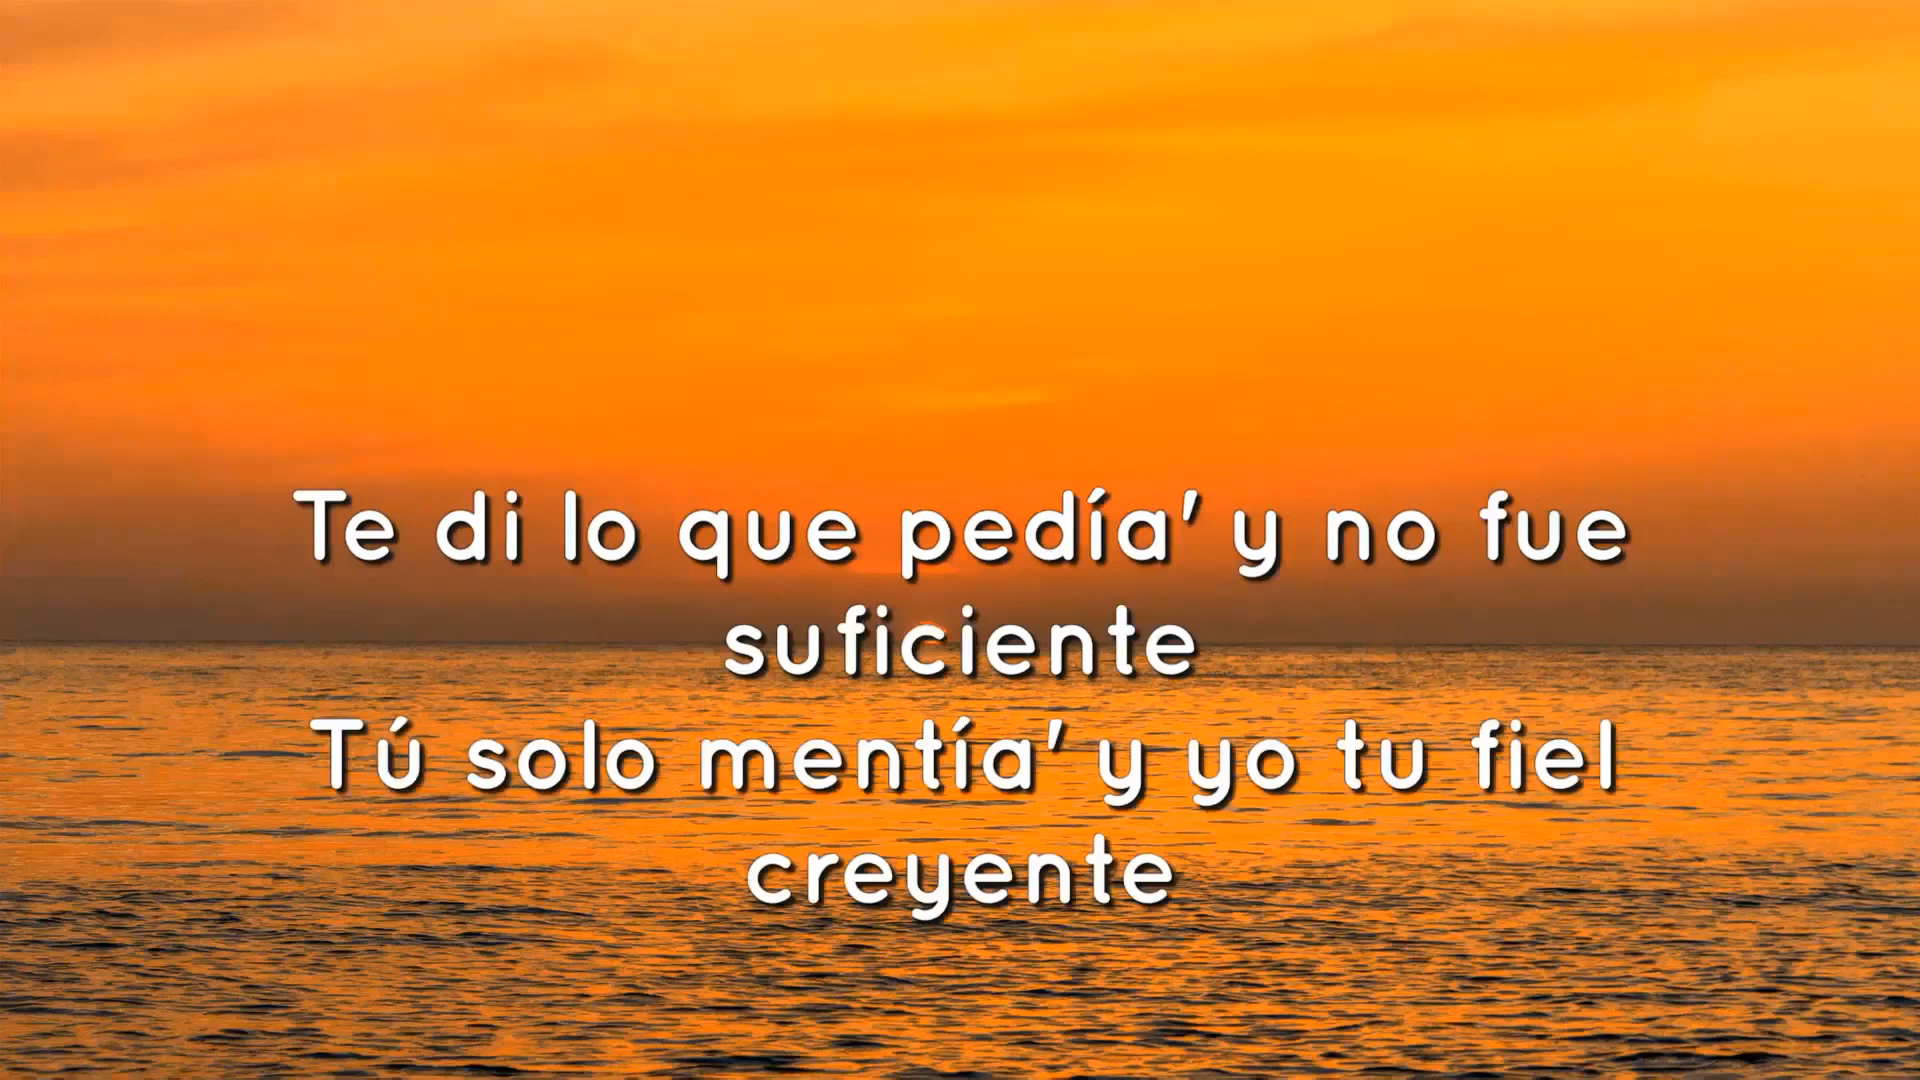 Te di lo que pedía' y no fue
suficiente
Tú solo mentía' y yo tu fiel
creyente